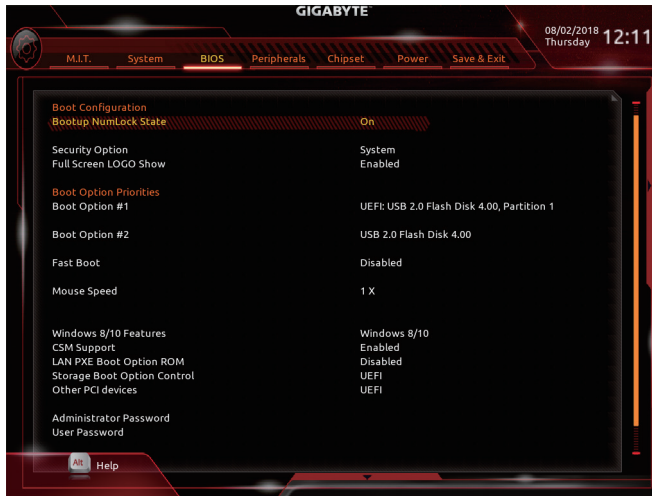 GIGABYTE
08/02/2018
Thursday
12:11
M.I.T. System BIOS Peripherals Chipset Power Save & Exit
Boot Configuration
Bootup NumLock State On
Security Option System
Full Screen LOGO Show Enabled
Boot Option Priorities
Boot Option #1 UEFI: USB 2.0 Flash Disk 4.00, Partition 1
Boot Option #2 USB 2.0 Flash Disk 4.00
Fast Boot Disabled
Mouse Speed 1 X
Windows 8/10 Features Windows 8/10
CSM Support Enabled
LAN PXE Boot Option ROM Disabled
Storage Boot Option Control UEFI
Other PCI devices UEFI
Administrator Password
User Password
Alt Help